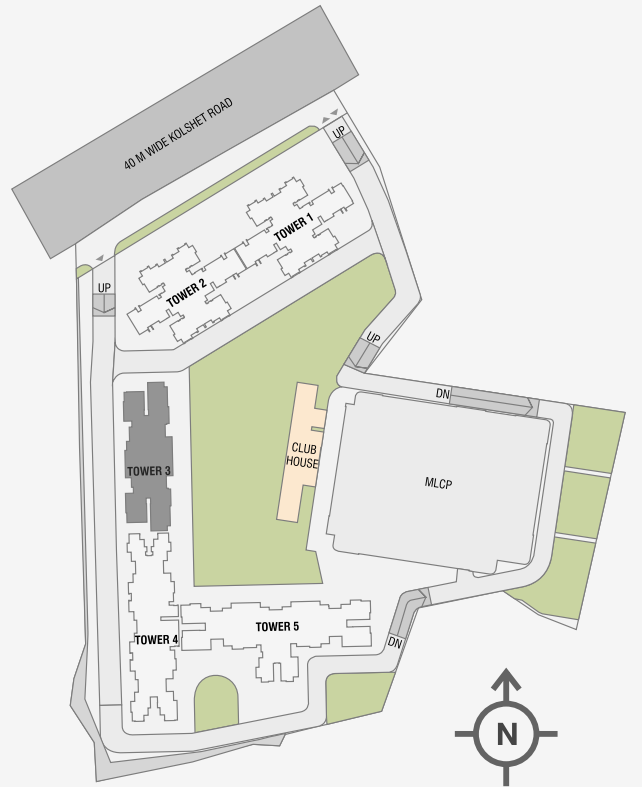 40 M WIDE KOLSHET ROAD
UP
TOWER 1
TOWER 2
UP
UP
DN
CLUB
HOUSE
TOWER 3
MLCP
TOWER 5
TOWER 4
DN
N